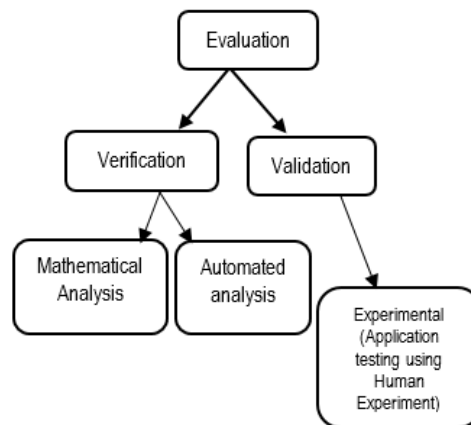 Evaluation
Verification
Validation
Mathematical
Analysis
Automated
analysis
Experimental
(Application
testing using
Human
Experiment)